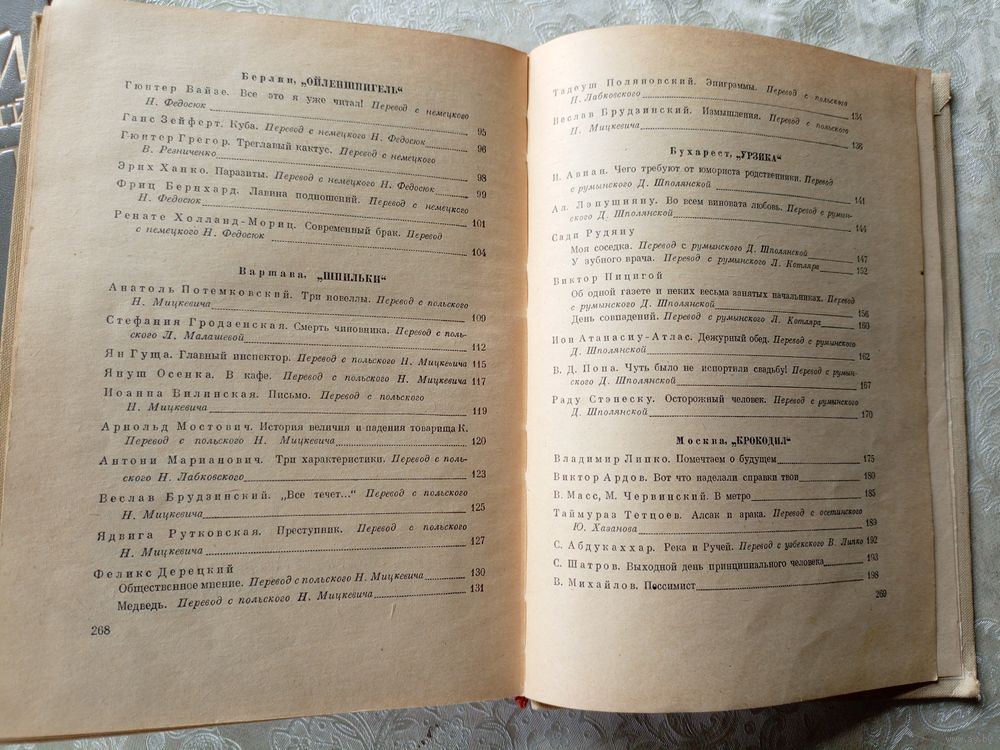 Берлин, „ОЙЛЕНШПИГЕЛЬ“
Гюнтер Вайзе. Все это я уже читал! Перевод с немецкого
Н. Федосюк 95
Ганс Зейферт. Куба. Перевод с немецкого Н. Федосюк 96
Гюнтер Грегор. Треглавый кактус. Перевод с немецкого
В. Резниченко 98
Эрих Ханко. Паразиты. Перевод с немецкого Н. Федосюк 99
Фриц Бернхард. Лавина подношений. Перевод с немецкого
Н. Федосюк 101
Ренате Холланд-Мориц. Современный брак. Перевод
с немецкого Н. Федосюк 104
Варшава, „ШПИЛЬКИ“
Анатоль Потемковский. Три новеллы. Перевод с польского
Н. Мицкевича 109
Стефания Гродзенская. Смерть чиновника. Перевод с поль-
ского Л. Малашевой 112
Ян Гуща. Главный инспектор. Перевод с польского Н. Мицкевича 115
Януш Осенка. В кафе. Перевод с польского Н. Мицкевича 117
Иоанна Вилинская. Письмо. Перевод с польского
Н. Мицкевича 119
Арнольд Мостович. История величия и падения товарища К.
Перевод с польского Н. Мицкевича 120
Антони Марианович. Три характеристики. Перевод с поль-
ского Н. Лабковского 123
Веслав Брудзинский. „Все течет...“ Перевод с польского
Н. Мицкевича 125
Ядвига Рутковская. Преступник. Перевод с польского
Н. Мицкевича 127
Феликс Дерецкий
Общественное мнение. Перевод с польского Н. Мицкевича 130
Медведь. Перевод с польского Н. Мицкевича 131
268
Тадеуш Поляновский. Эпиграммы. Перевод с польского
Н. Лабковского 134
Веслав Брудзинский. Измышления. Перевод с польского
Н. Мицкевича 136
Бухарест, „УРЗИКА“
И. Авиан. Чего требуют от юмориста родственники. Перевод
с румынского Д. Шполянской 141
Ал. Лэпушняну. Во всем виновата любовь. Перевод с румын-
ского Д. Шполянской 144
Сади Рудяну
Моя соседка. Перевод с румынского Д. Шполянской 147
У зубного врача. Перевод с румынского Л. Котляра 152
Виктор Пицигой
Об одной газете и неких весьма занятых начальниках. Перевод
с румынского Д. Шполянской 156
День совпадений. Перевод с румынского Л. Котляра 160
Ион Атанасиу-Атлас. Дежурный обед. Перевод с румынского
Д. Шполянской 162
В. Д. Попа. Чуть было не испортили свадьбу! Перевод с румын-
ского Д. Шполянской 167
Раду Стэпеску. Осторожный человек. Перевод с румынского
Д. Шполянской 170
Москва, „КРОКОДИЛ“
Владимир Липко. Помечтаем о будущем 175
Виктор Ардов. Вот что наделали справки твои 180
В. Масс, М. Червинский. В метро 185
Таймураз Тетцоев. Алсак и арака. Перевод с осетинского
Ю. Хазанова 189
С. Абдукаххар. Река и Ручей. Перевод с узбекского В. Липко 192
С. Шатров. Выходной день принципиального человека 193
В. Михайлов. Пессимист 198
269